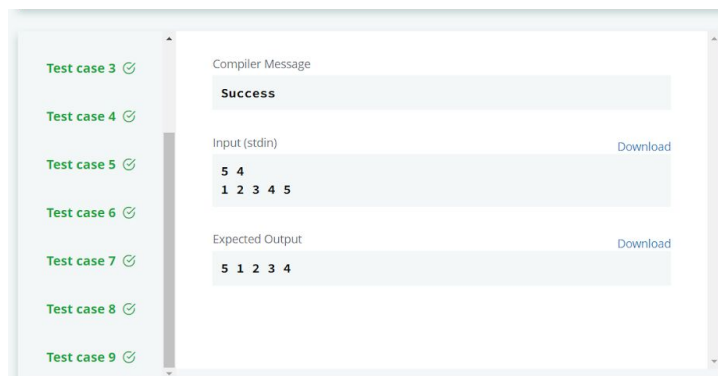 Test case 3
Test case 4
Test case 5
Test case 6
Test case 7
Test case 8
Test case 9
Compiler Message
Success
Input (stdin)
Download
5 4
1 2 3 4 5
Expected Output
Download
5 1 2 3 4